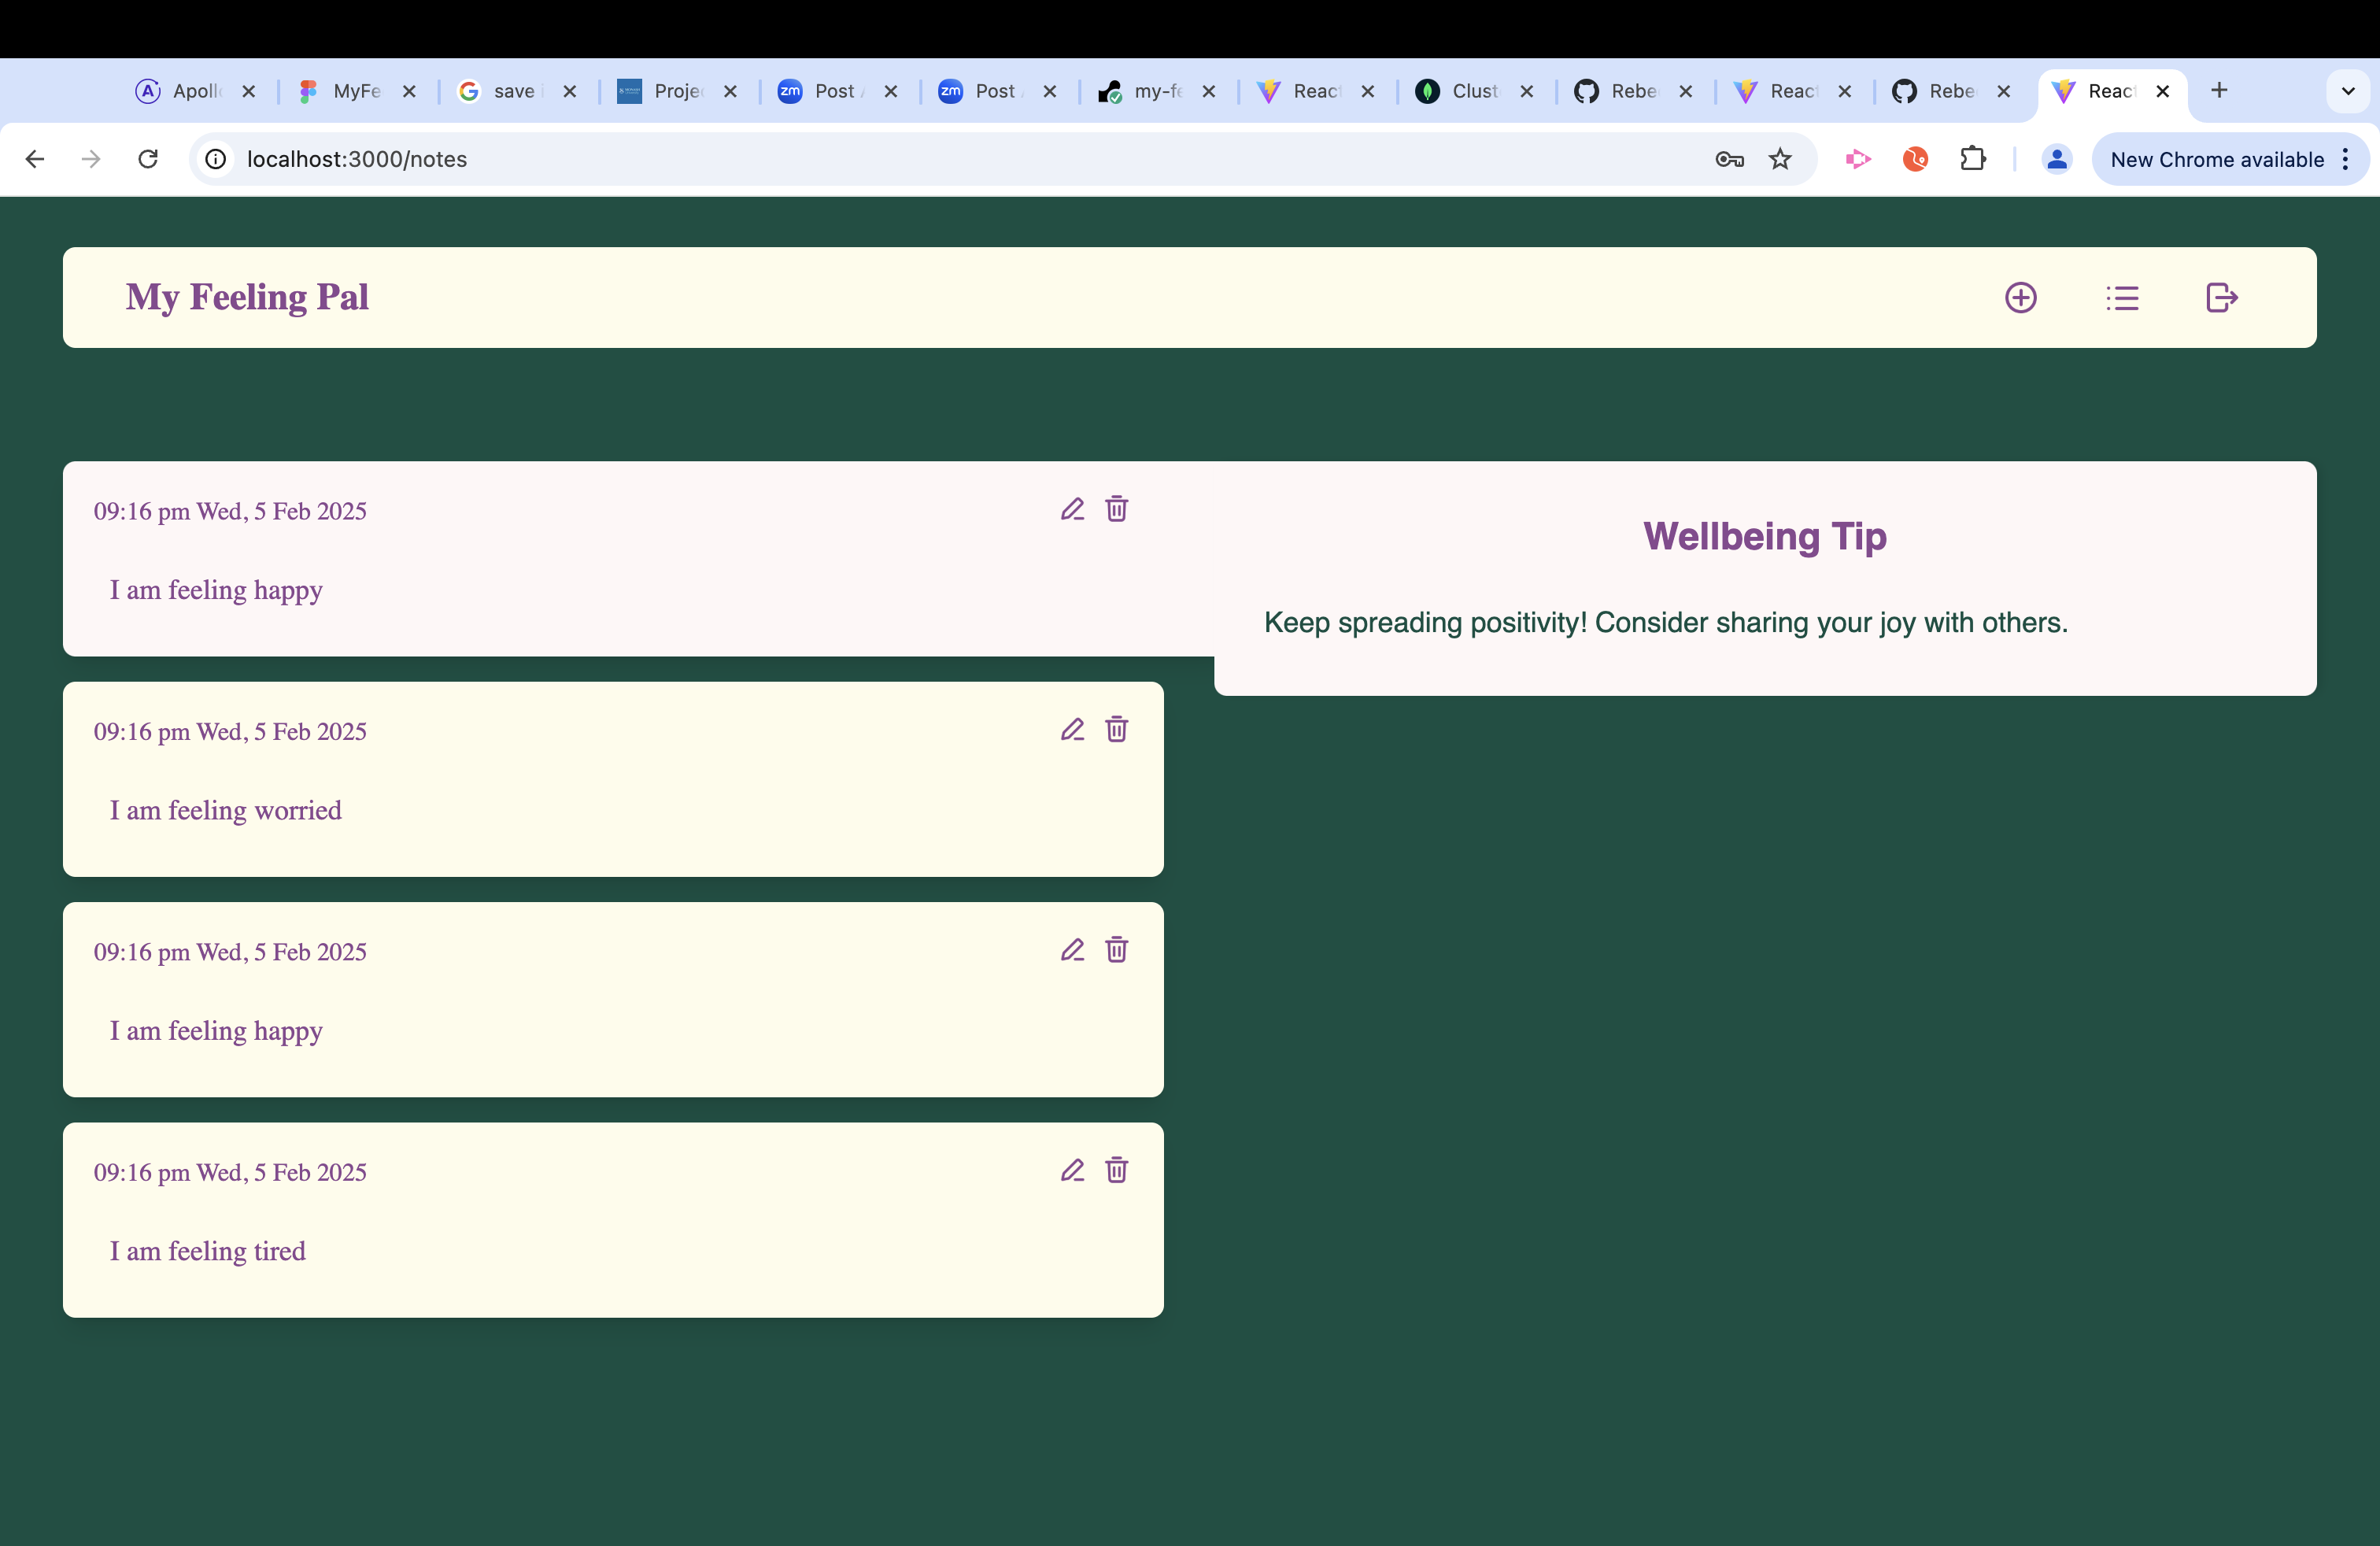 Apoll
MyFe
save
Proje
Post
Post
my-fe
Reac
Clust
Rebe
Reac
Rebe
Reac
localhost:3000/notes
New Chrome available
My Feeling Pal
09:16 pm Wed, 5 Feb 2025
I am feeling happy
Wellbeing Tip
Keep spreading positivity! Consider sharing your joy with others.
09:16 pm Wed, 5 Feb 2025
I am feeling worried
09:16 pm Wed, 5 Feb 2025
I am feeling happy
09:16 pm Wed, 5 Feb 2025
I am feeling tired